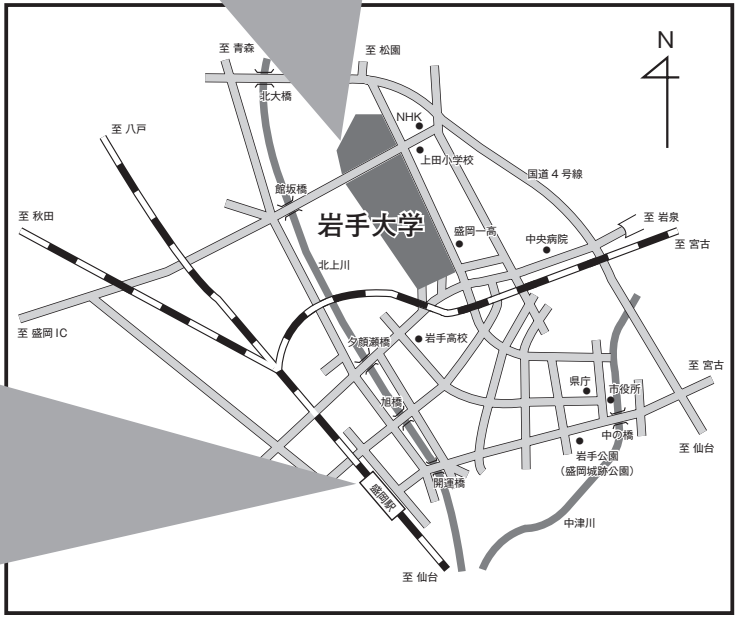 N
至 青森
至 松園
北大橋
NHK
至 八戸
上田小学校
国道４号線
館坂橋
至 秋田
岩手大学
至 岩泉
盛岡一高
中央病院
至 宮古
北上川
至 盛岡IC
夕顔瀬橋
岩手高校
至 宮古
県庁
市役所
旭橋
中の橋
至 仙台
岩手公園
（盛岡城跡公園）
開運橋
盛岡駅
中津川
至 仙台